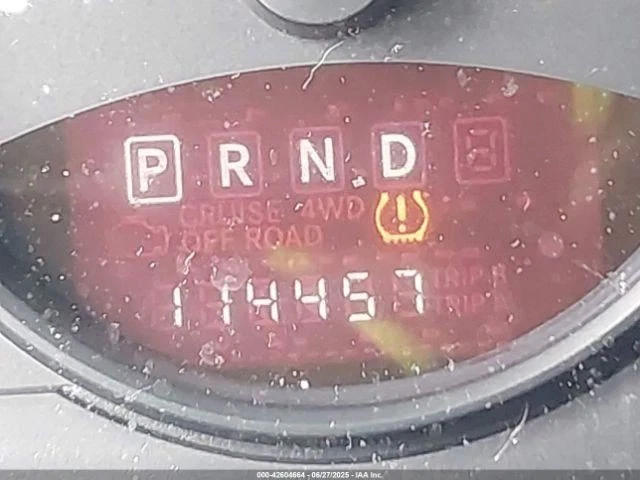 P R N D
CRUISE 4WD
OFF ROAD
TRIP B
114457 TRIP A
000-42604664 - 06/27/2025 - IAA Inc.